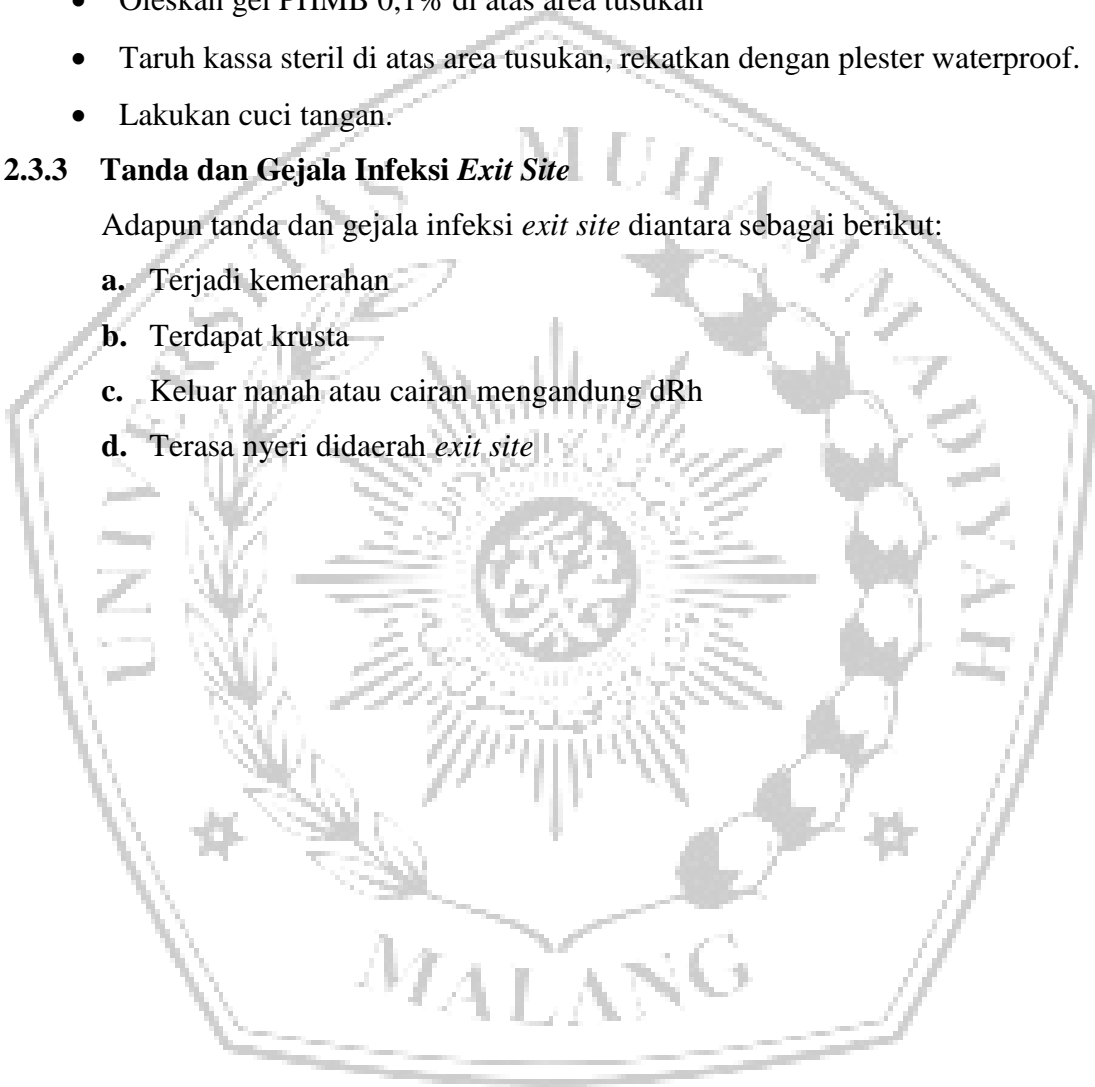 • Oleskan gel PHMB 0,1% di atas area tusukan
• Taruh kassa steril di atas area tusukan, rekatkan dengan plester waterproof.
• Lakukan cuci tangan.
2.3.3 Tanda dan Gejala Infeksi Exit Site
Adapun tanda dan gejala infeksi exit site diantara sebagai berikut:
a. Terjadi kemerahan
b. Terdapat krusta
c. Keluar nanah atau cairan mengandung dRh
d. Terasa nyeri didaerah exit site
UNIVERSITAS MUHAMMADIYAH
MALANG